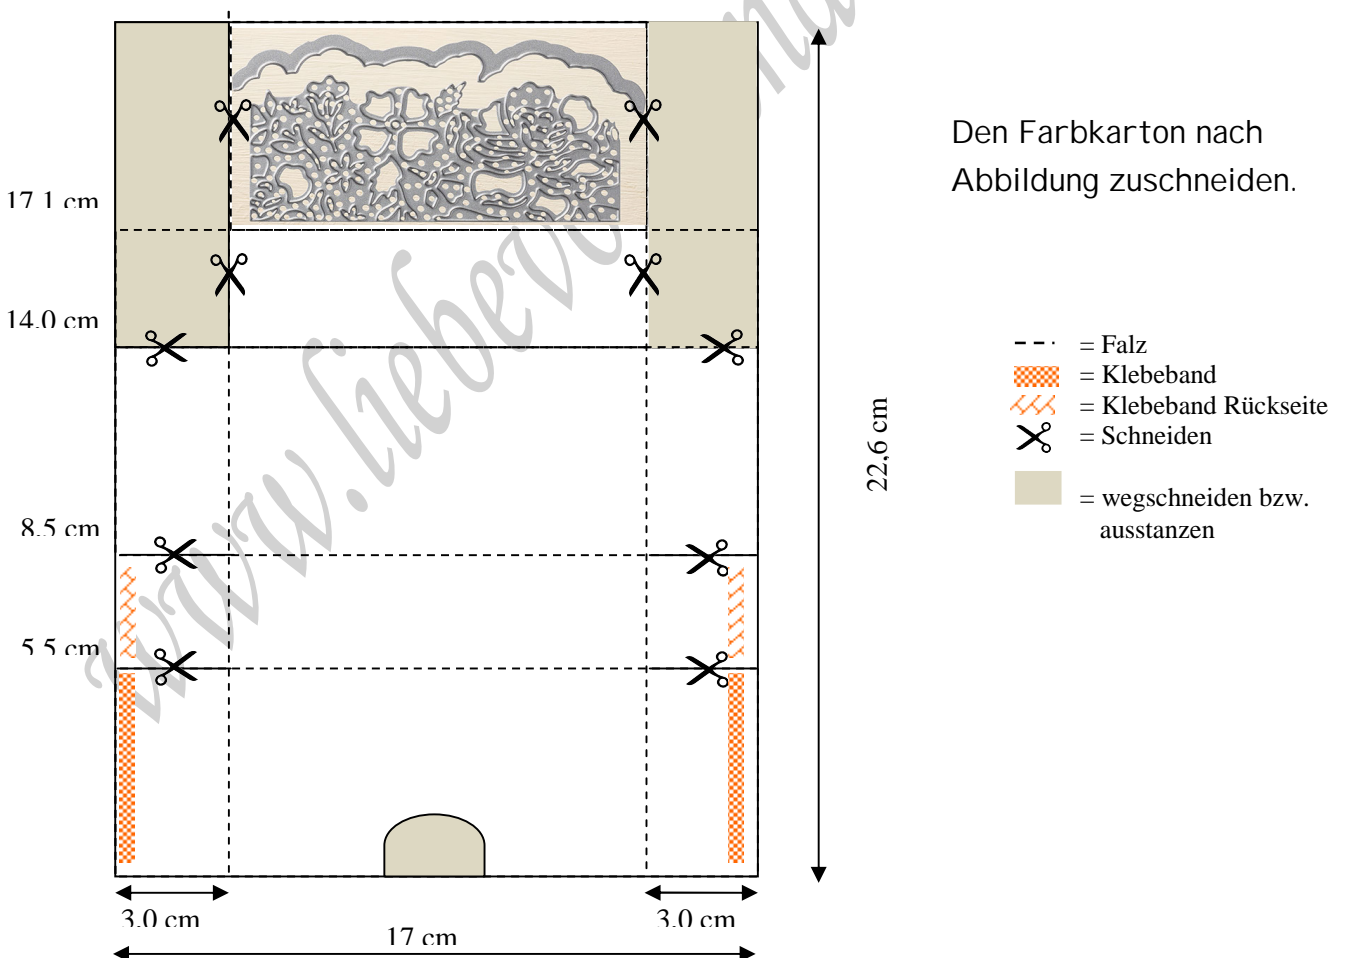 Den Farbkarton nach
Abbildung zuschneiden.
17,1 cm
14,0 cm
8,5 cm
5,5 cm
22,6 cm
= Falz
= Klebeband
= Klebeband Rückseite
= Schneiden
= wegschneiden bzw.
ausstanzen
3,0 cm
3,0 cm
17 cm